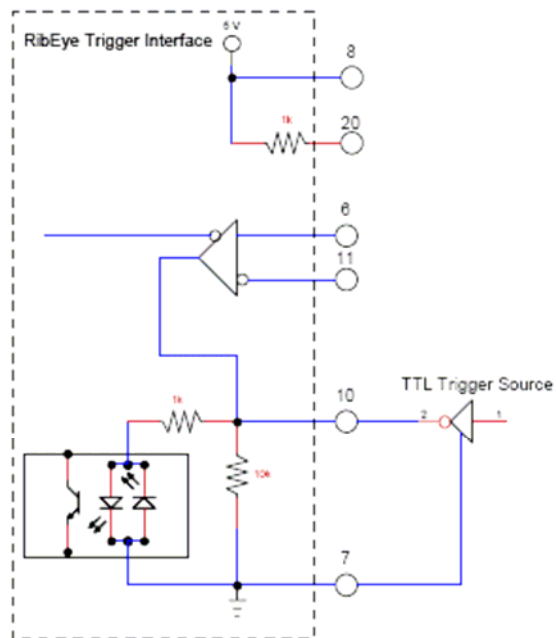 RibEye Trigger Interface
5 V
8
1k
20
6
11
10
TTL Trigger Source
2
1
1k
10k
7